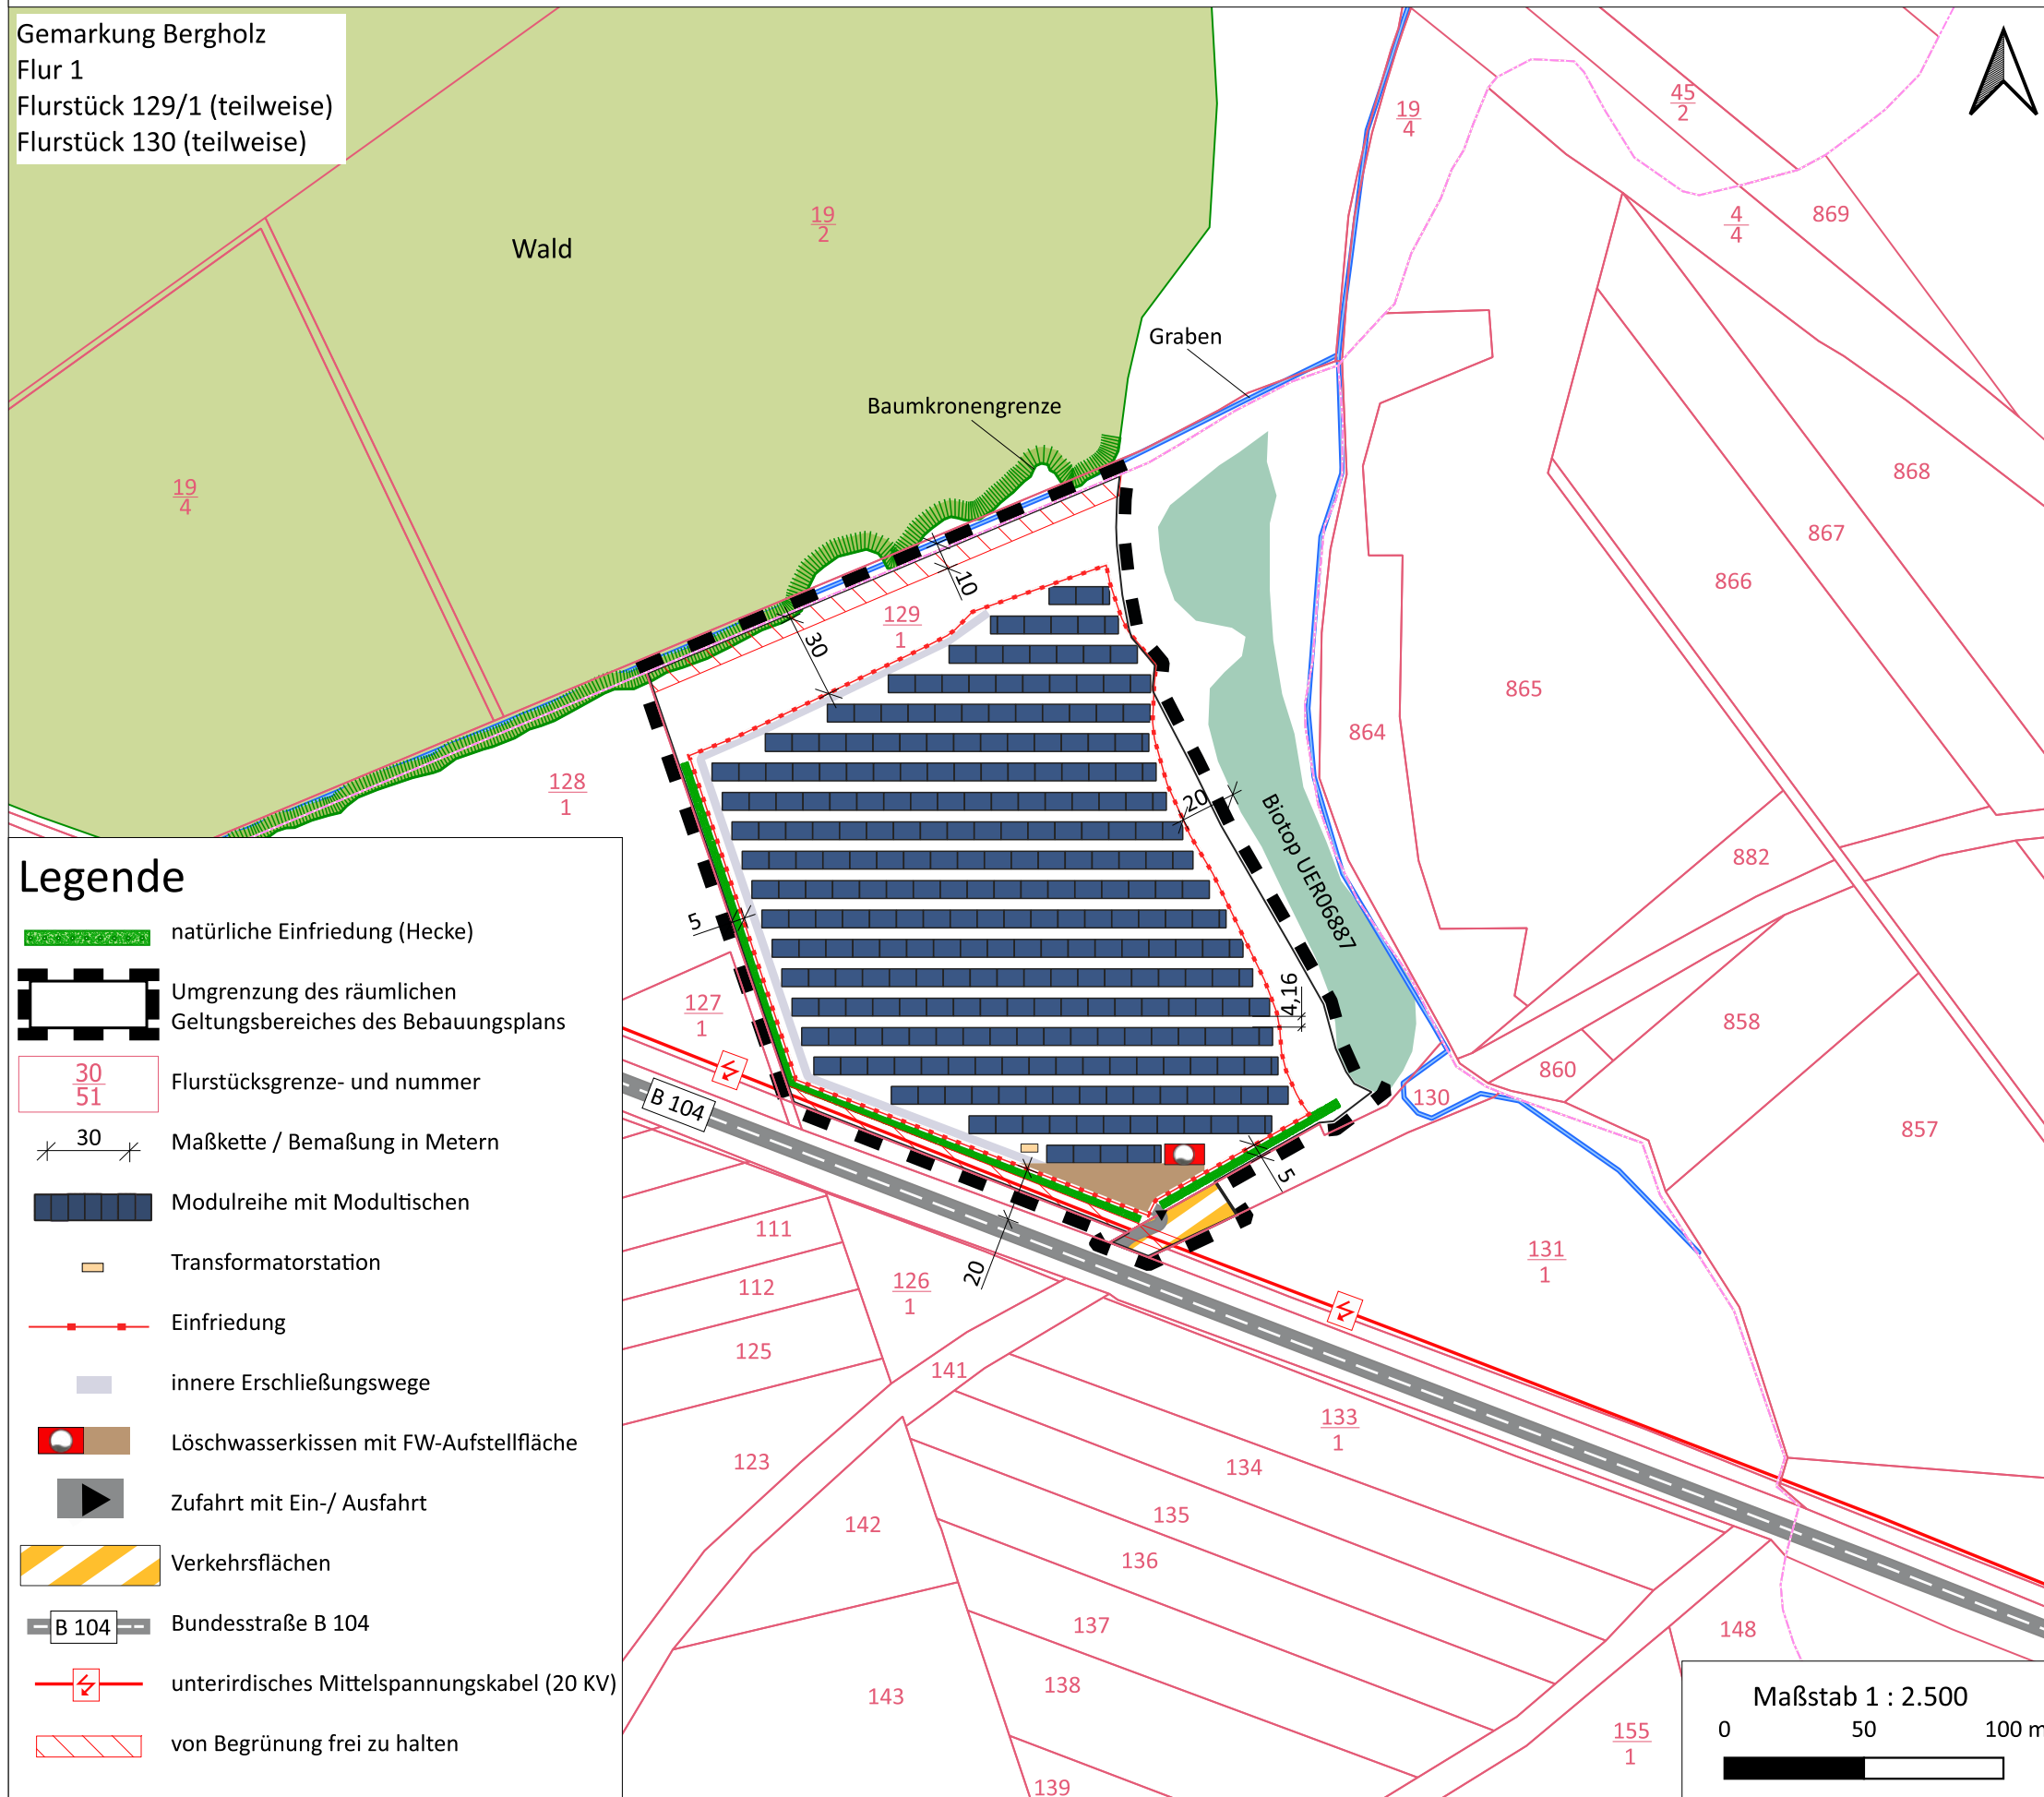 Gemarkung Bergholz
Flur 1
Flurstück 129/1 (teilweise)
Flurstück 130 (teilweise)
Wald
19
2
19
4
19
4
45
2
4
4
869
868
867
866
865
864
Graben
Baumkronengrenze
10
30
129
1
128
1
20
Biotop UER06887
882
858
860
857
130
5
127
1
4,16
B 104
5
20
111
112
125
126
1
141
131
1
123
133
1
134
135
136
142
137
138
143
139
148
155
1
Legende
natürliche Einfriedung (Hecke)
Umgrenzung des räumlichen
Geltungsbereiches des Bebauungsplans
30
51
Flurstücksgrenze- und nummer
30
Maßkette / Bemaßung in Metern
Modulreihe mit Modultischen
Transformatorstation
Einfriedung
innere Erschließungswege
Löschwasserkissen mit FW-Aufstellfläche
Zufahrt mit Ein-/ Ausfahrt
Verkehrsflächen
B 104
Bundesstraße B 104
unterirdisches Mittelspannungskabel (20 KV)
von Begrünung frei zu halten
Maßstab 1 : 2.500
0 50 100 m